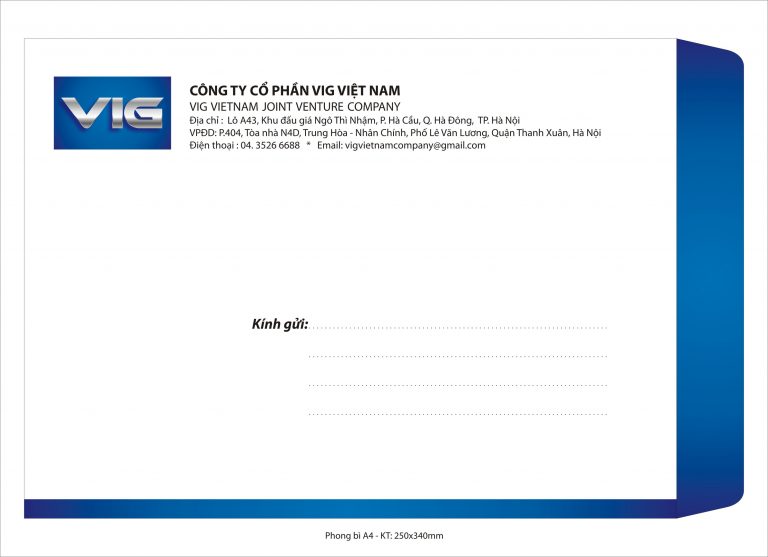 VIG
CÔNG TY CỔ PHẦN VIG VIỆT NAM
VIG VIETNAM JOINT VENTURE COMPANY
Địa chỉ : Lô A43, Khu đấu giá Ngô Thì Nhậm, P. Hà Cầu, Q. Hà Đông, TP. Hà Nội
VPĐD: P.404, Tòa nhà N4D, Trung Hòa - Nhân Chính, Phố Lê Văn Lương, Quận Thanh Xuân, Hà Nội
Điện thoại : 04. 3526 6688 * Email: vigvietnamcompany@gmail.com
Kính gửi:
Phong bì A4 - KT: 250x340mm